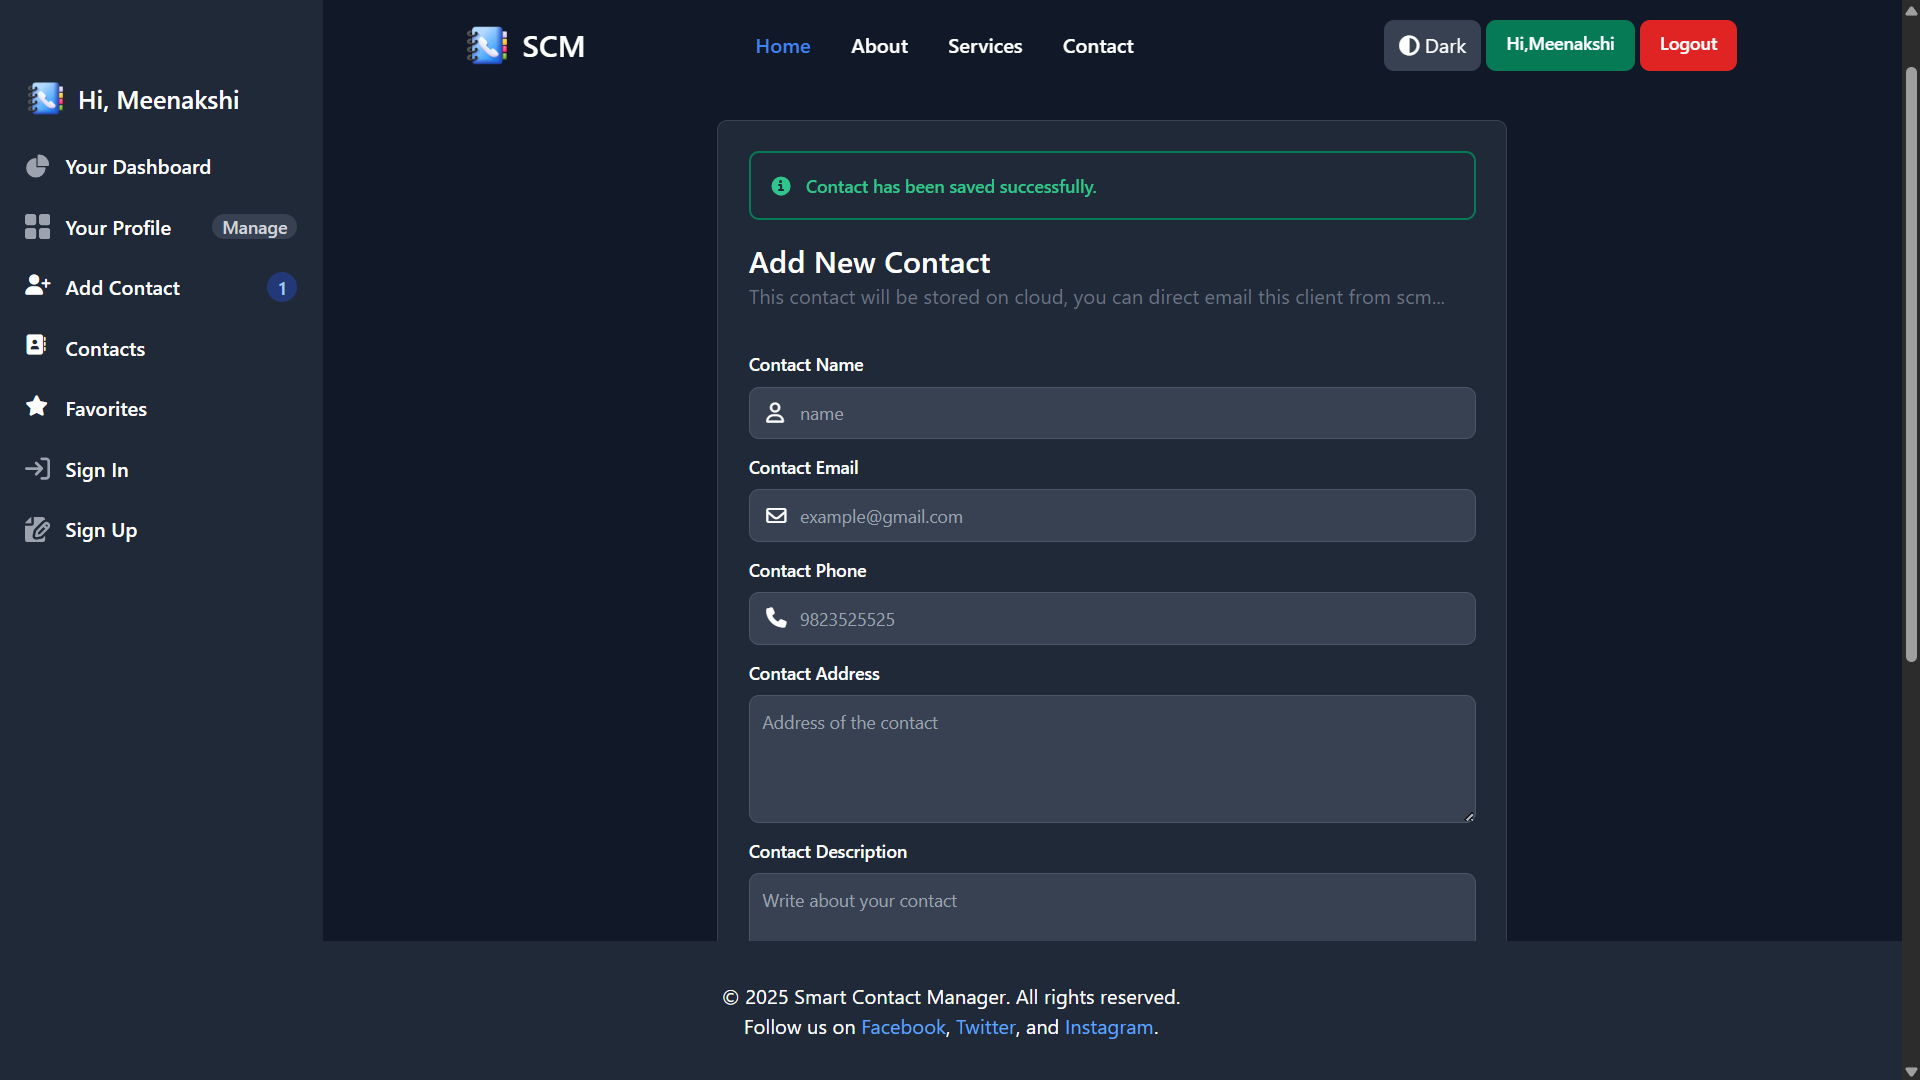 SCM
Home
About
Services
Contact
Dark
Hi,Meenakshi
Logout
Hi, Meenakshi
Your Dashboard
Your Profile
Manage
Add Contact
1
Contacts
Favorites
Sign In
Sign Up
Contact has been saved successfully.
Add New Contact
This contact will be stored on cloud, you can direct email this client from scm...
Contact Name
name
Contact Email
example@gmail.com
Contact Phone
9823525525
Contact Address
Address of the contact
Contact Description
Write about your contact
© 2025 Smart Contact Manager. All rights reserved.
Follow us on Facebook, Twitter, and Instagram.